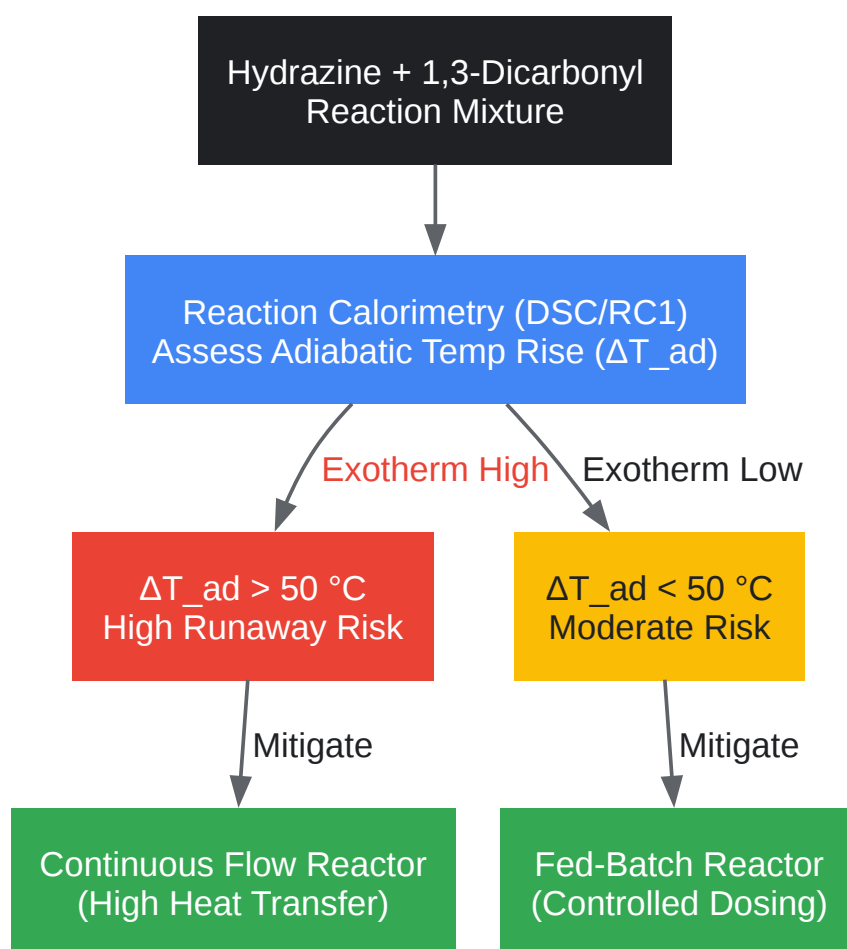 Hydrazine + 1,3-Dicarbonyl
Reaction Mixture
Reaction Calorimetry (DSC/RC1)
Assess Adiabatic Temp Rise (ΔT_ad)
Exotherm High
Exotherm Low
ΔT_ad > 50 °C
High Runaway Risk
ΔT_ad < 50 °C
Moderate Risk
Mitigate
Mitigate
Continuous Flow Reactor
(High Heat Transfer)
Fed-Batch Reactor
(Controlled Dosing)